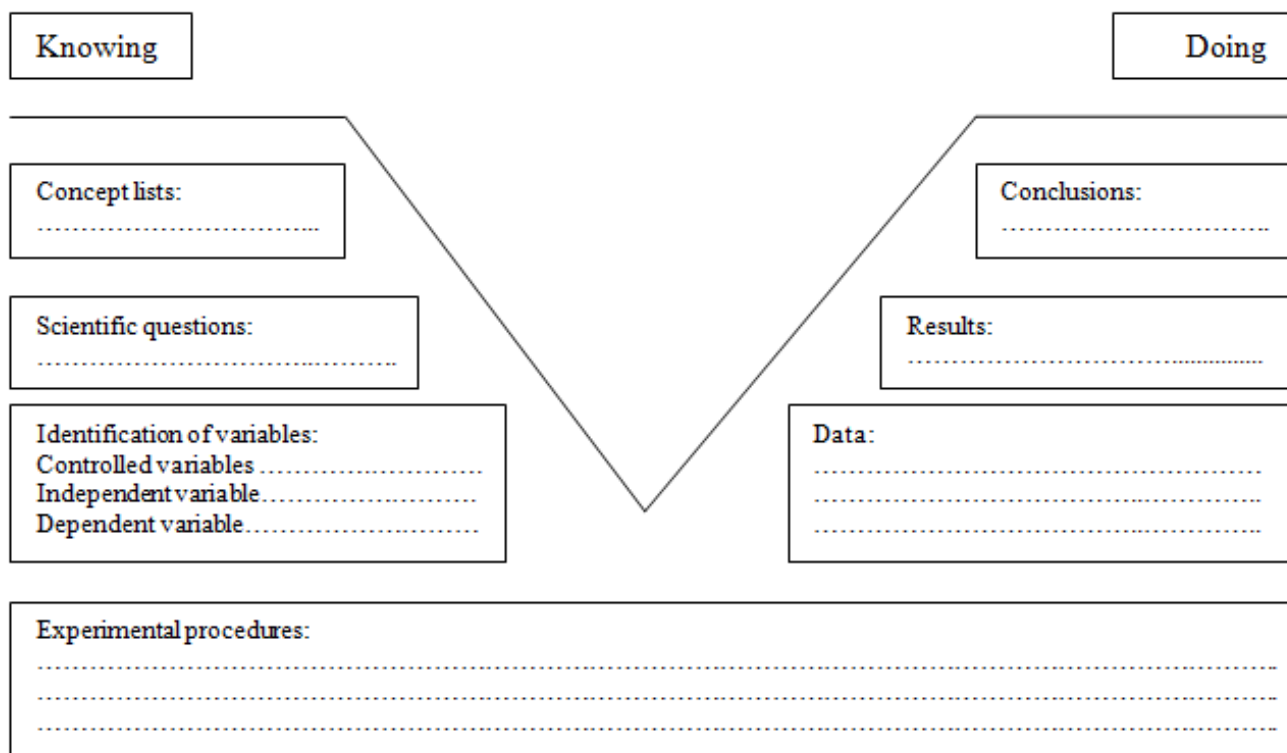 Knowing
Doing
Concept lists:
…………………………...
Conclusions:
………………………….
Scientific questions:
…………………………..……….
Results:
…………………………...............
Identification of variables:
Controlled variables ………….………….
Independent variable…………….……….
Dependent variable……………….………
Data:
……………………………………………
………………………………..…………..
………………………………..…………..
Experimental procedures:
…………………………………………….………..…………..………..…………..………..…………..
…………………………………………….………..…………..………..…………..………..…………..
…………………………………………….………..…………..………..…………..………..…………..